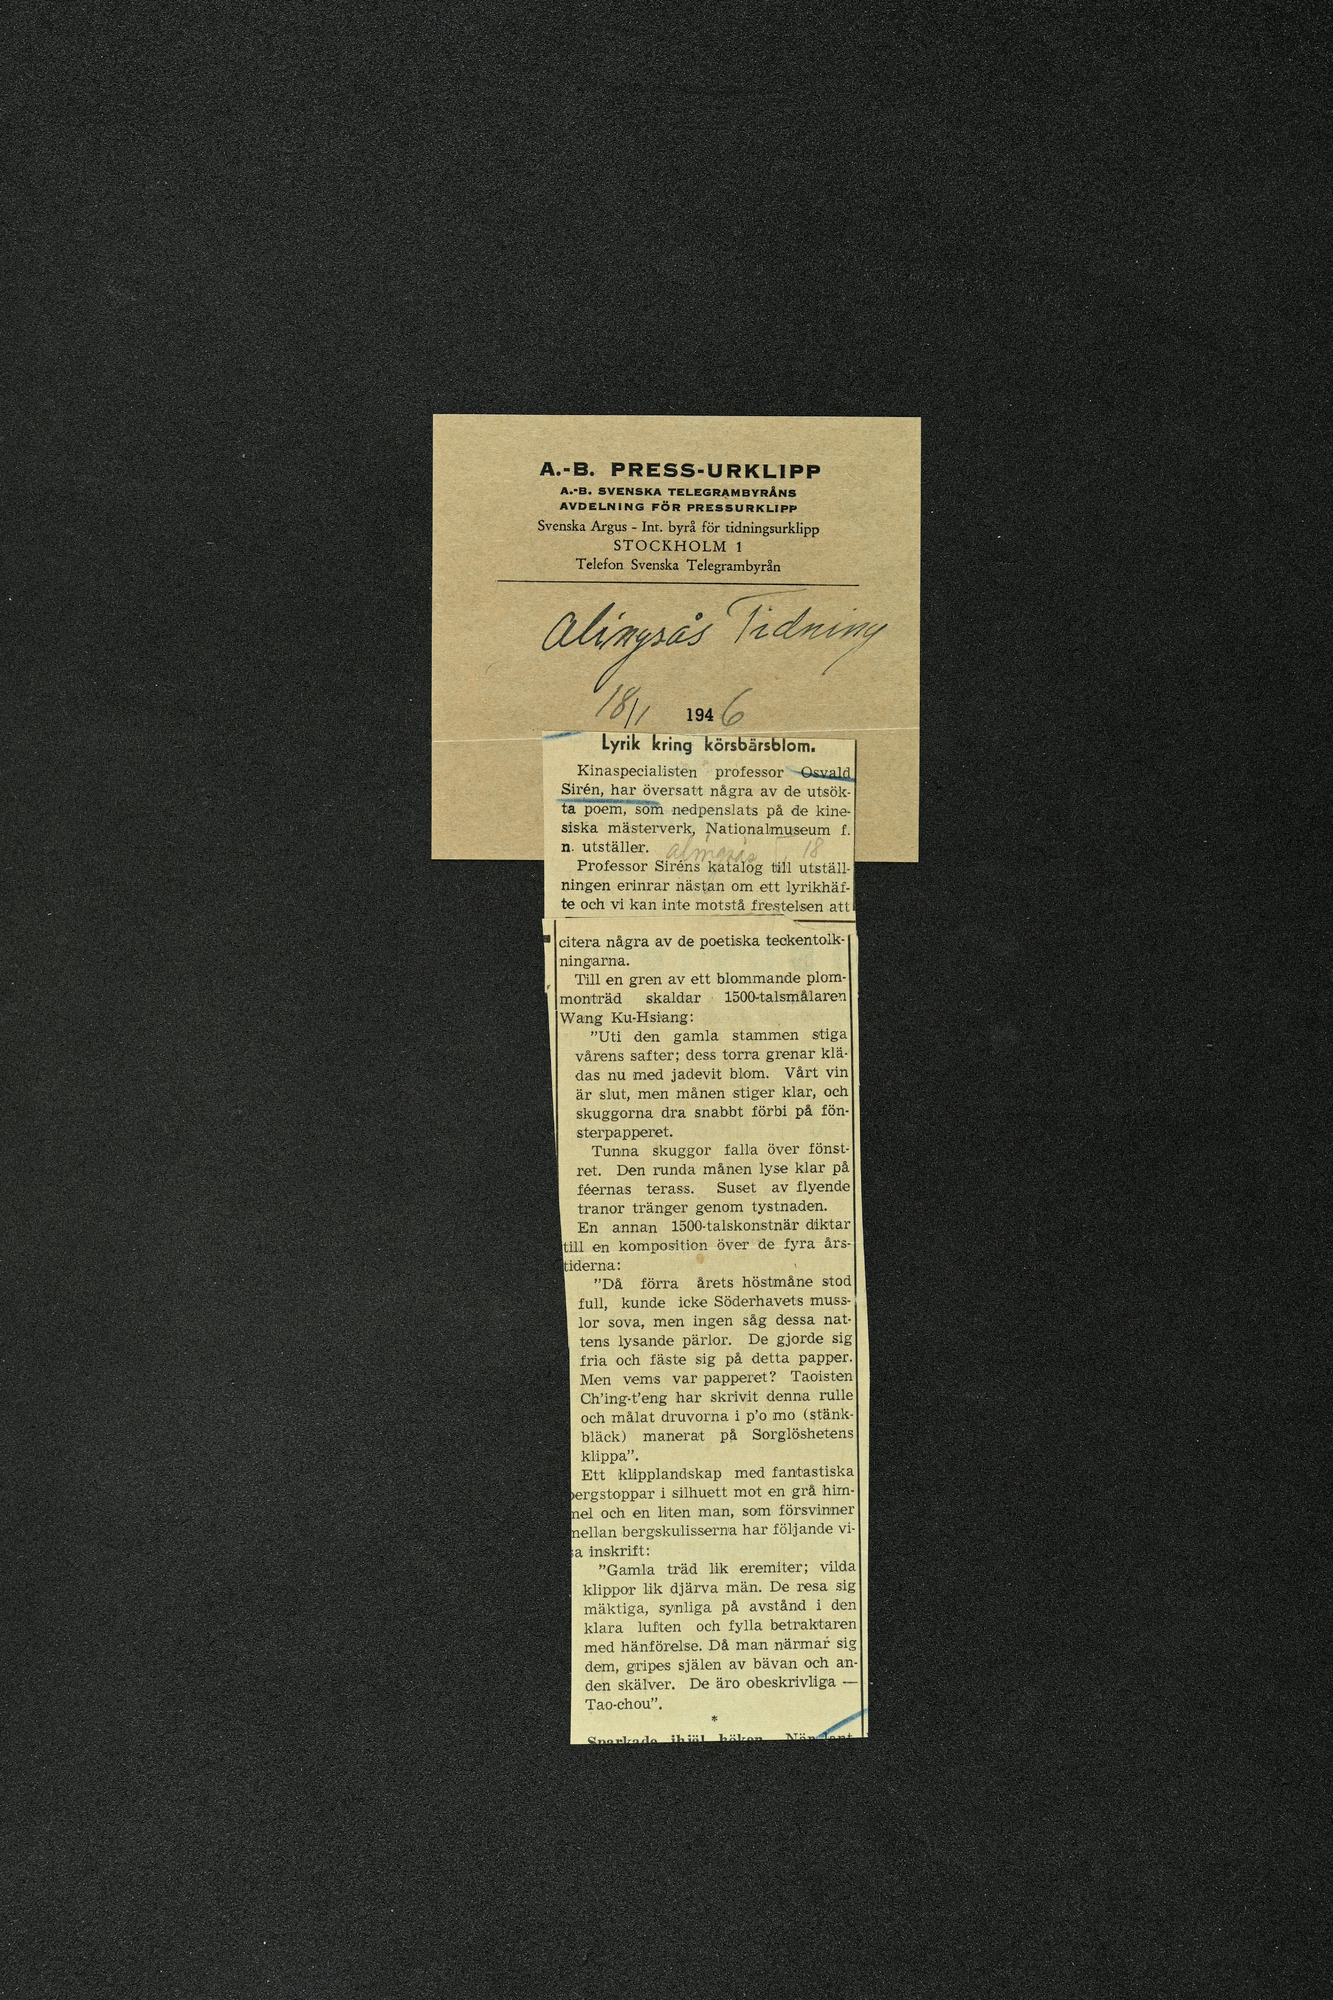 A.-B. PRESS-URKLIPP
A.-B. SVENSKA TELEGRAMBYRÅNS
AVDELNING FÖR PRESSURKLIPP
Svenska Argus - Int. byrå för tidningsurklipp
STOCKHOLM 1
Telefon Svenska Telegrambyrån
Alingsås Tidning
18/1 1946
Lyrik kring körsbärsblom.
Kinaspecialisten professor Osvald
Sirén, har översatt några av de utsök-
ta poem, som nedpenslats på de kine-
siska mästerverk, Nationalmuseum f.
n. utställer.
alingsås T. 18
Professor Siréns katalog till utställ-
ningen erinrar nästan om ett lyrikhäf-
te och vi kan inte motstå frestelsen att
citera några av de poetiska teckentolk-
ningarna.
Till en gren av ett blommande plom-
monträd skaldar 1500-talsmålaren
Wang Ku-Hsiang:
”Uti den gamla stammen stiga
vårens safter; dess torra grenar klä-
das nu med jadevit blom. Vårt vin
är slut, men månen stiger klar, och
skuggorna dra snabbt förbi på fön-
sterpapperet.
Tunna skuggor falla över fönst-
ret. Den runda månen lyse klar på
féernas terass. Suset av flyende
tranor tränger genom tystnaden.
En annan 1500-talskonstnär diktar
till en komposition över de fyra års-
tiderna:
”Då förra årets höstmåne stod
full, kunde icke Söderhavets muss-
lor sova, men ingen såg dessa nat-
tens lysande pärlor. De gjorde sig
fria och fäste sig på detta papper.
Men vems var papperet? Taoisten
Ch'ing-t'eng har skrivit denna rulle
och målat druvorna i p'o mo (stänk-
bläck) manerat på Sorglöshetens
klippa”.
Ett klipplandskap med fantastiska
bergstoppar i silhuett mot en grå him-
mel och en liten man, som försvinner
mellan bergskulisserna har följande vi-
sa inskrift:
”Gamla träd lik eremiter; vilda
klippor lik djärva män. De resa sig
mäktiga, synliga på avstånd i den
klara luften och fylla betraktaren
med hänförelse. Då man närmar sig
dem, gripes själen av bävan och an-
den skälver. De äro obeskrivliga —
Tao-chou”.
*
Sparkade ihjäl höken.